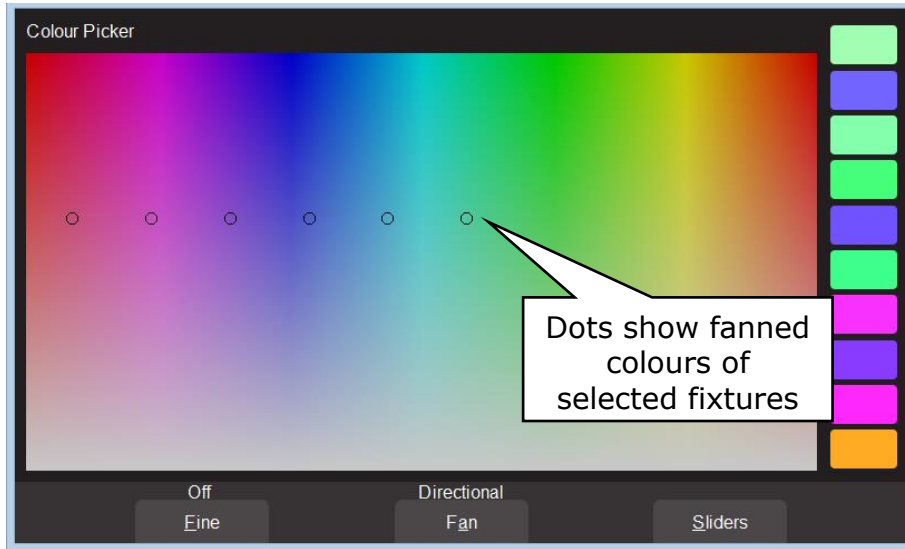 Colour Picker
Dots show fanned
colours of
selected fixtures
Off
Directional
Fine
Fan
Sliders